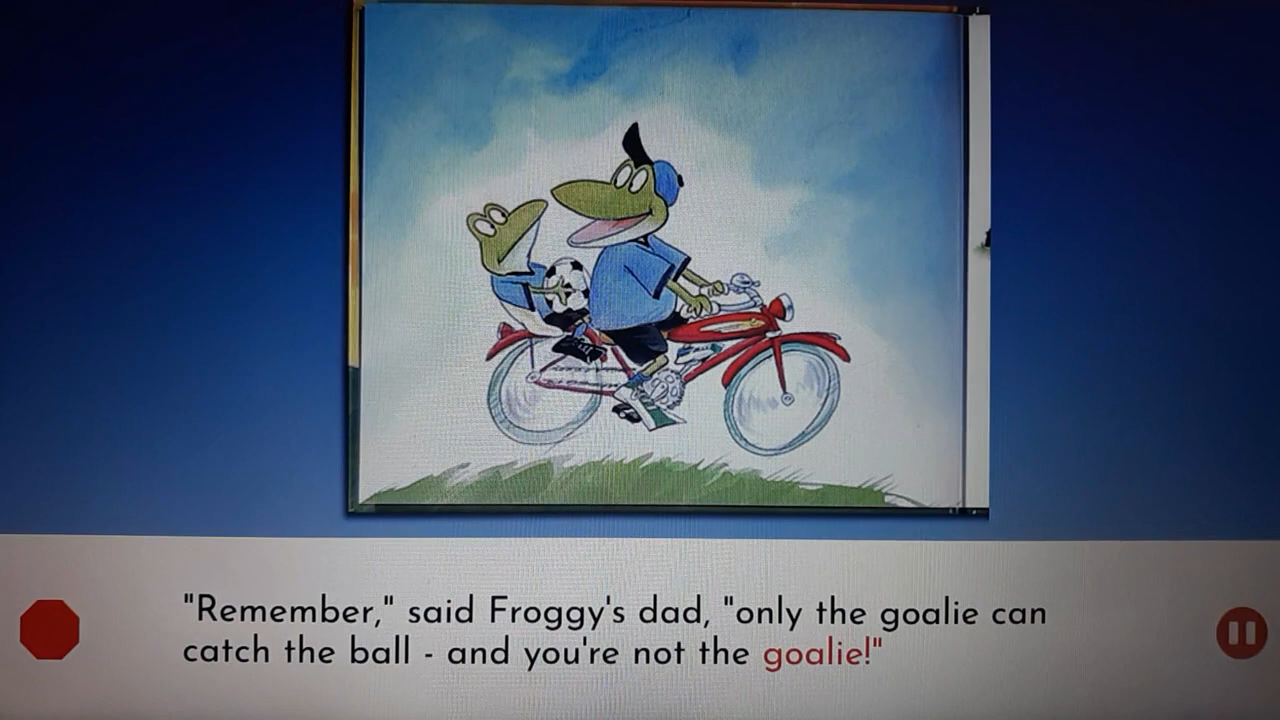 "Remember," said Froggy's dad, "only the goalie can
catch the ball - and you're not the goalie!"